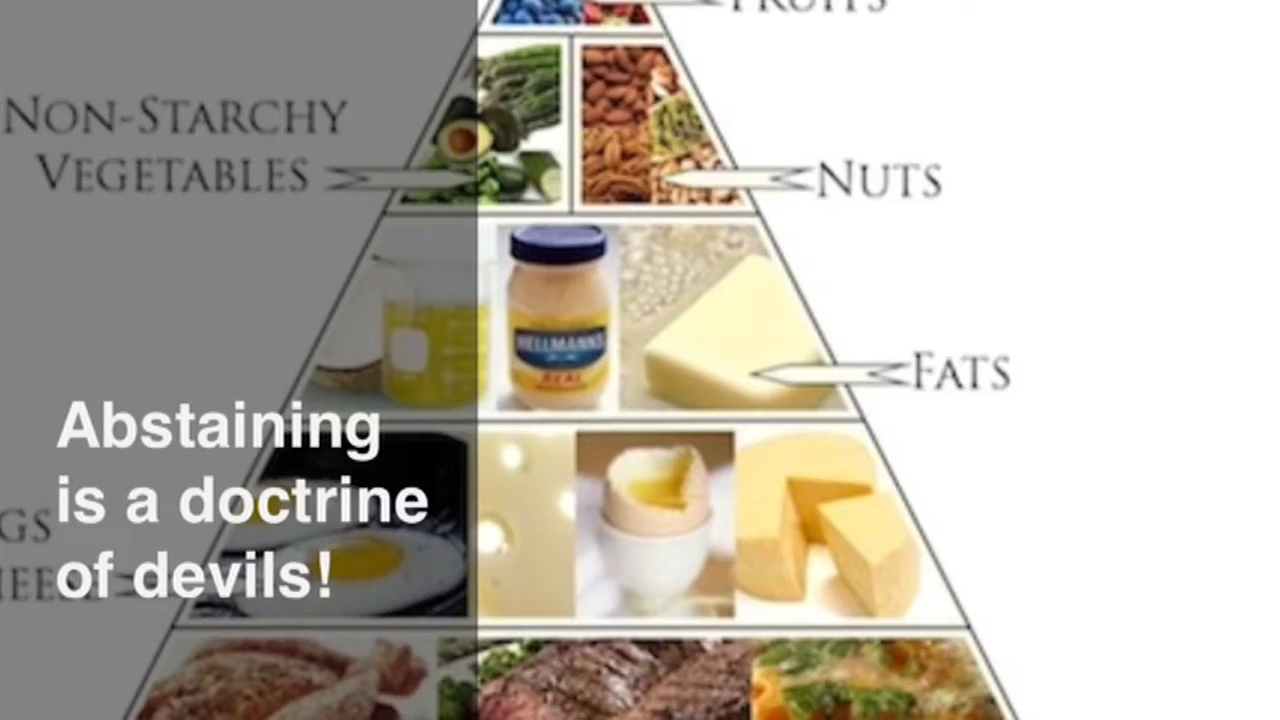 FRUITS
NON-STARCHY
VEGETABLES
NUTS
HELLMANN'S
REAL
FATS
Abstaining
is a doctrine
of devils!